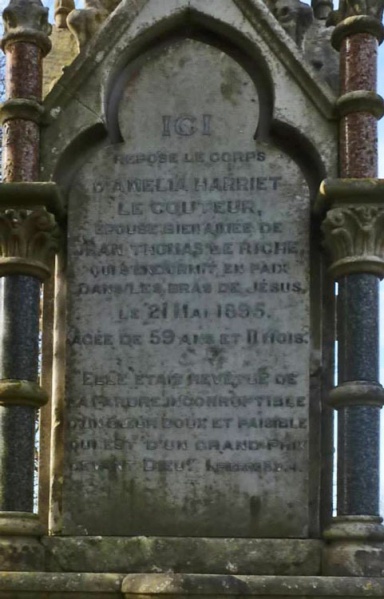 ICI
REPOSE LE CORPS
D'AMELIA HARRIET
LE COUTEUR,
ÉPOUSE BIEN AIMÉE DE
JEAN THOMAS LE RICHE,
QUI S'ENDORMIT, EN PAIX
DANS LES BRAS DE JÉSUS,
LE 21 MAI 1895,
AGÉE DE 59 ANS ET 11 MOIS.
ELLE ÉTAIT REVÊTUE DE
LA PARURE INCORRUPTIBLE
D'UN COEUR DOUX ET PAISIBLE
QUI EST D'UN GRAND PRIX
DEVANT DIEU.